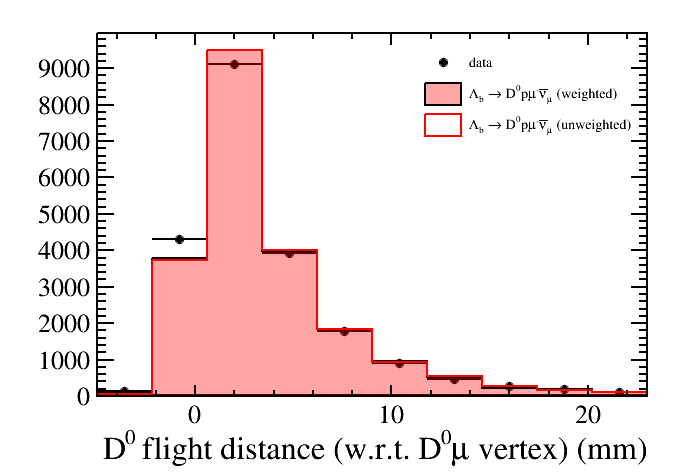 9000
8000
7000
6000
5000
4000
3000
2000
1000
0
data
Λb → D⁰pμ ν̅μ (weighted)
Λb → D⁰pμ ν̅μ (unweighted)
0 10 20
D⁰ flight distance (w.r.t. D⁰μ vertex) (mm)